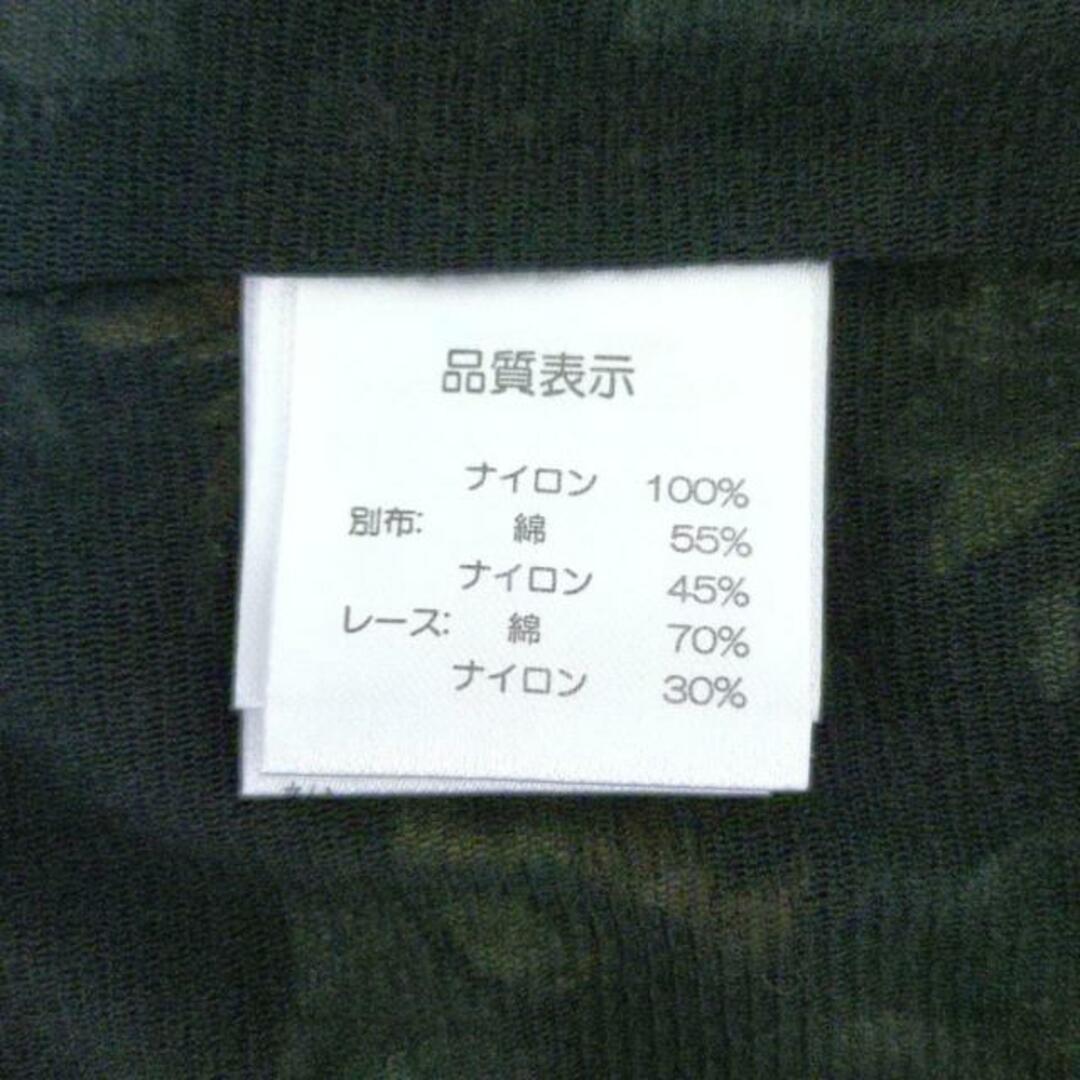 品質表示
ナイロン 100%
別布: 綿 55%
ナイロン 45%
レース: 綿 70%
ナイロン 30%